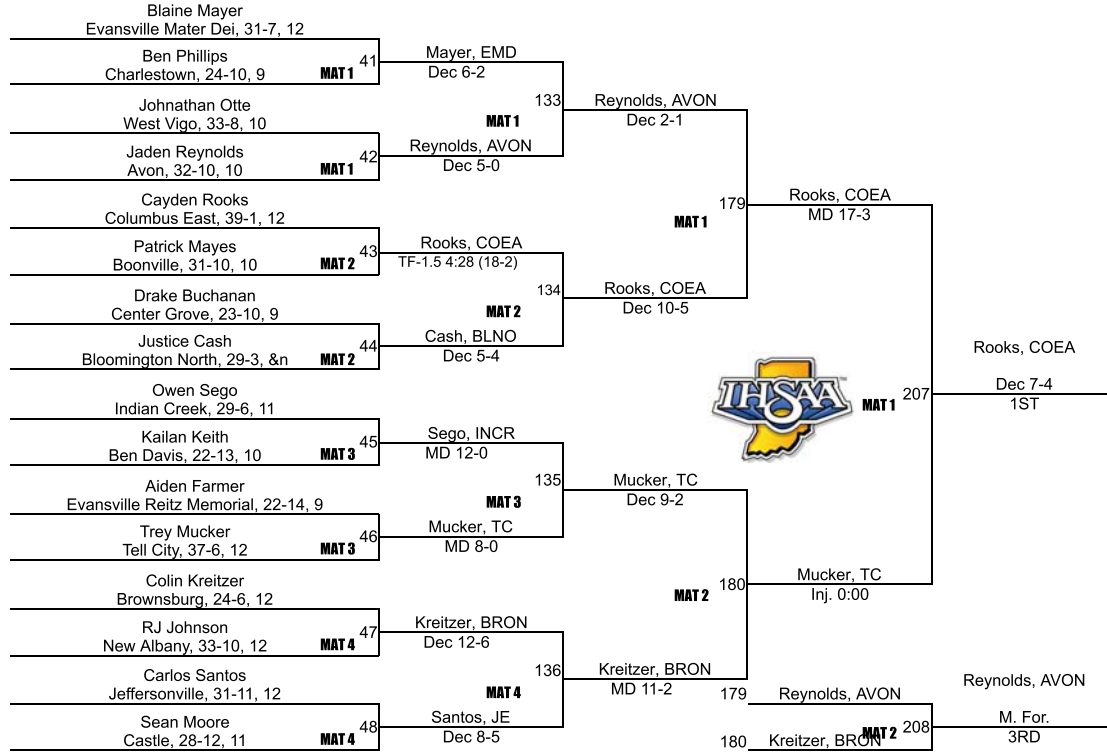 Blaine Mayer
Evansville Mater Dei, 31-7, 12
Ben Phillips
Charlestown, 24-10, 9
MAT 1
41
Mayer, EMD
Dec 6-2
Johnathan Otte
West Vigo, 33-8, 10
Jaden Reynolds
Avon, 32-10, 10
MAT 1
42
Reynolds, AVON
Dec 5-0
133
MAT 1
Reynolds, AVON
Dec 2-1
Cayden Rooks
Columbus East, 39-1, 12
Patrick Mayes
Boonville, 31-10, 10
MAT 2
43
Rooks, COEA
TF-1.5 4:28 (18-2)
Drake Buchanan
Center Grove, 23-10, 9
Justice Cash
Bloomington North, 29-3, &n
MAT 2
44
Cash, BLNO
Dec 5-4
134
MAT 2
Rooks, COEA
Dec 10-5
179
MAT 1
Rooks, COEA
MD 17-3
Owen Sego
Indian Creek, 29-6, 11
Kailan Keith
Ben Davis, 22-13, 10
MAT 3
45
Sego, INCR
MD 12-0
Aiden Farmer
Evansville Reitz Memorial, 22-14, 9
Trey Mucker
Tell City, 37-6, 12
MAT 3
46
Mucker, TC
MD 8-0
135
MAT 3
Mucker, TC
Dec 9-2
Colin Kreitzer
Brownsburg, 24-6, 12
RJ Johnson
New Albany, 33-10, 12
MAT 4
47
Kreitzer, BRON
Dec 12-6
Carlos Santos
Jeffersonville, 31-11, 12
Sean Moore
Castle, 28-12, 11
MAT 4
48
Santos, JE
Dec 8-5
136
MAT 4
Kreitzer, BRON
MD 11-2
180
MAT 2
Mucker, TC
Inj. 0:00
IHSAA
TM
MAT 1
207
Rooks, COEA
Dec 7-4
1ST
179
Reynolds, AVON
180
Kreitzer, BRON
MAT 2
208
Reynolds, AVON
M. For.
3RD